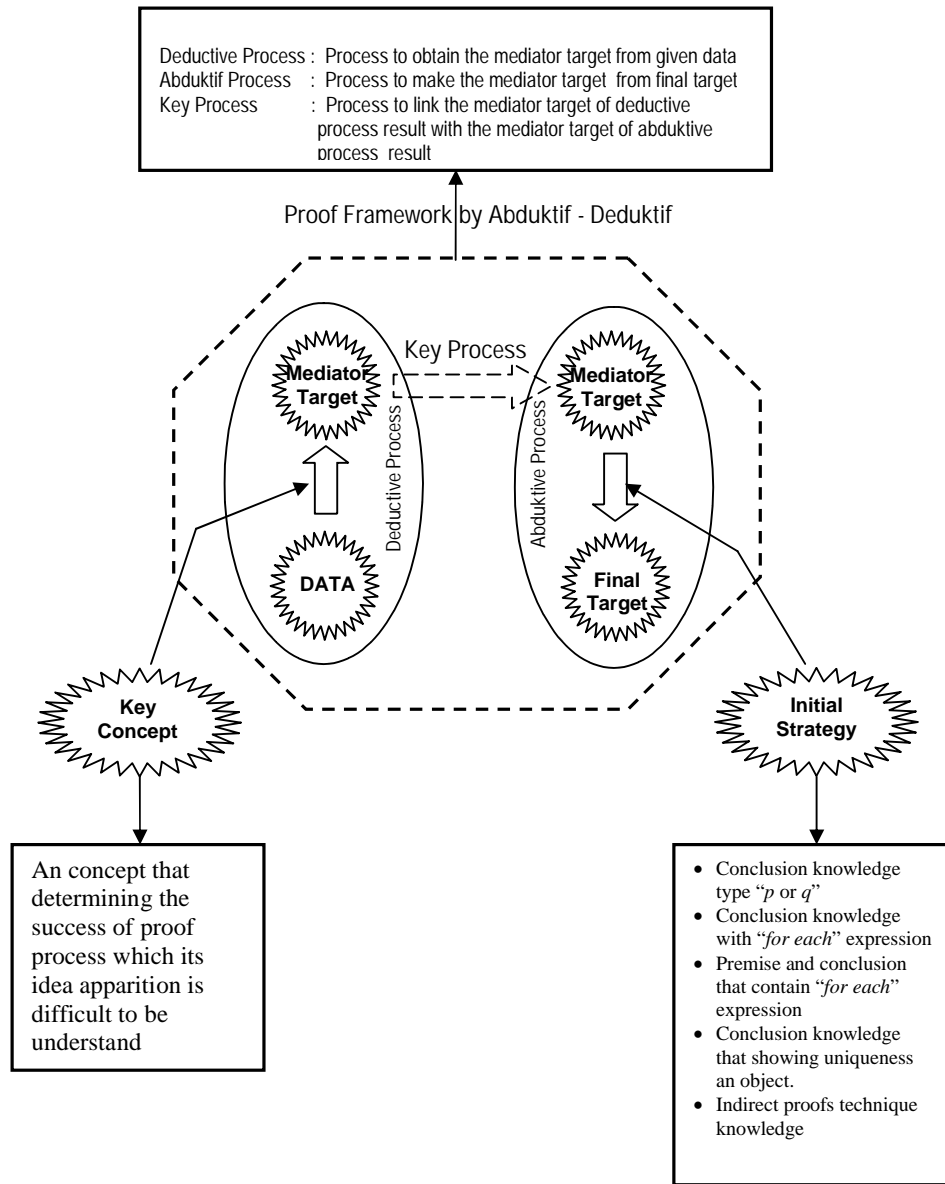 Deductive Process : Process to obtain the mediator target from given data
Abduktif Process : Process to make the mediator target from final target
Key Process : Process to link the mediator target of deductive
process result with the mediator target of abduktive
process result
Proof Framework by Abduktif - Deduktif
Mediator
Target
Key Process
Mediator
Target
Deductive Process
Abduktive Process
DATA
Final
Target
Key
Concept
Initial
Strategy
An concept that
determining the
success of proof
process which its
idea apparition is
difficult to be
understand
• Conclusion knowledge
type “p or q”
• Conclusion knowledge
with “for each” expression
• Premise and conclusion
that contain “for each”
expression
• Conclusion knowledge
that showing uniqueness
an object.
• Indirect proofs technique
knowledge